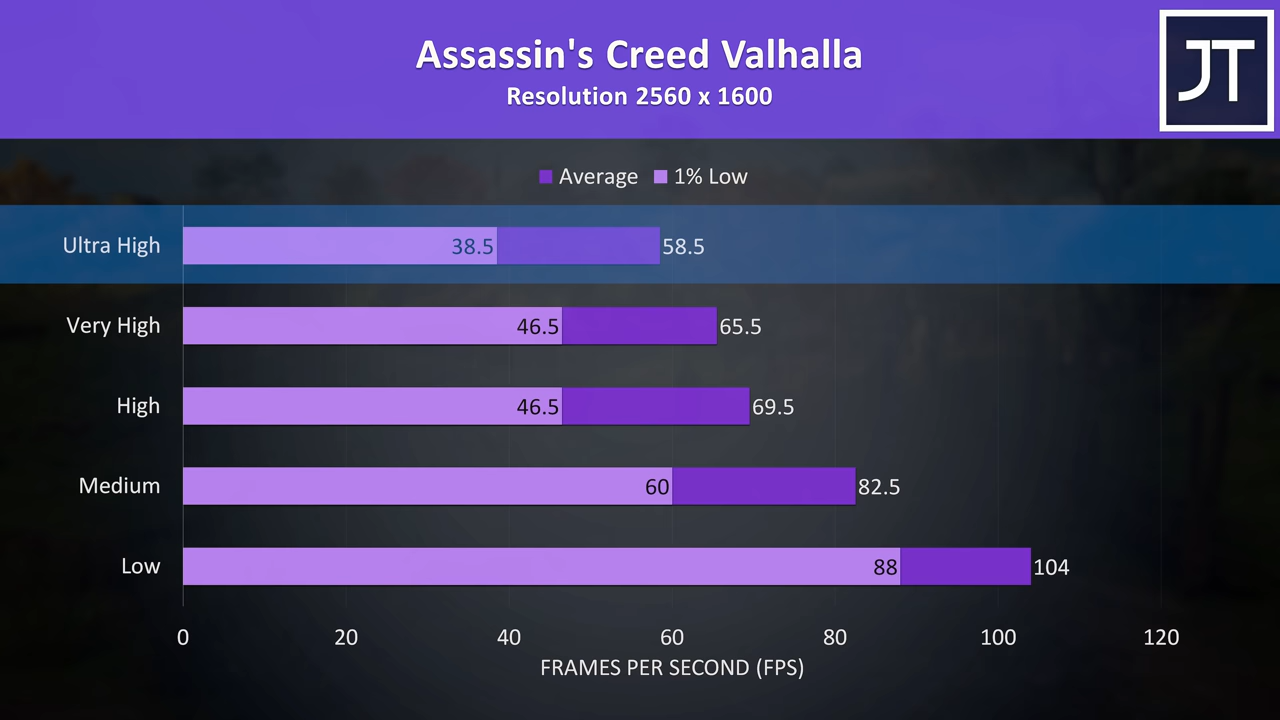 Assassin's Creed Valhalla
Resolution 2560 x 1600
JT
Average 1% Low
Ultra High 38.5 58.5
Very High 46.5 65.5
High 46.5 69.5
Medium 60 82.5
Low 88 104
0 20 40 60 80 100 120
FRAMES PER SECOND (FPS)